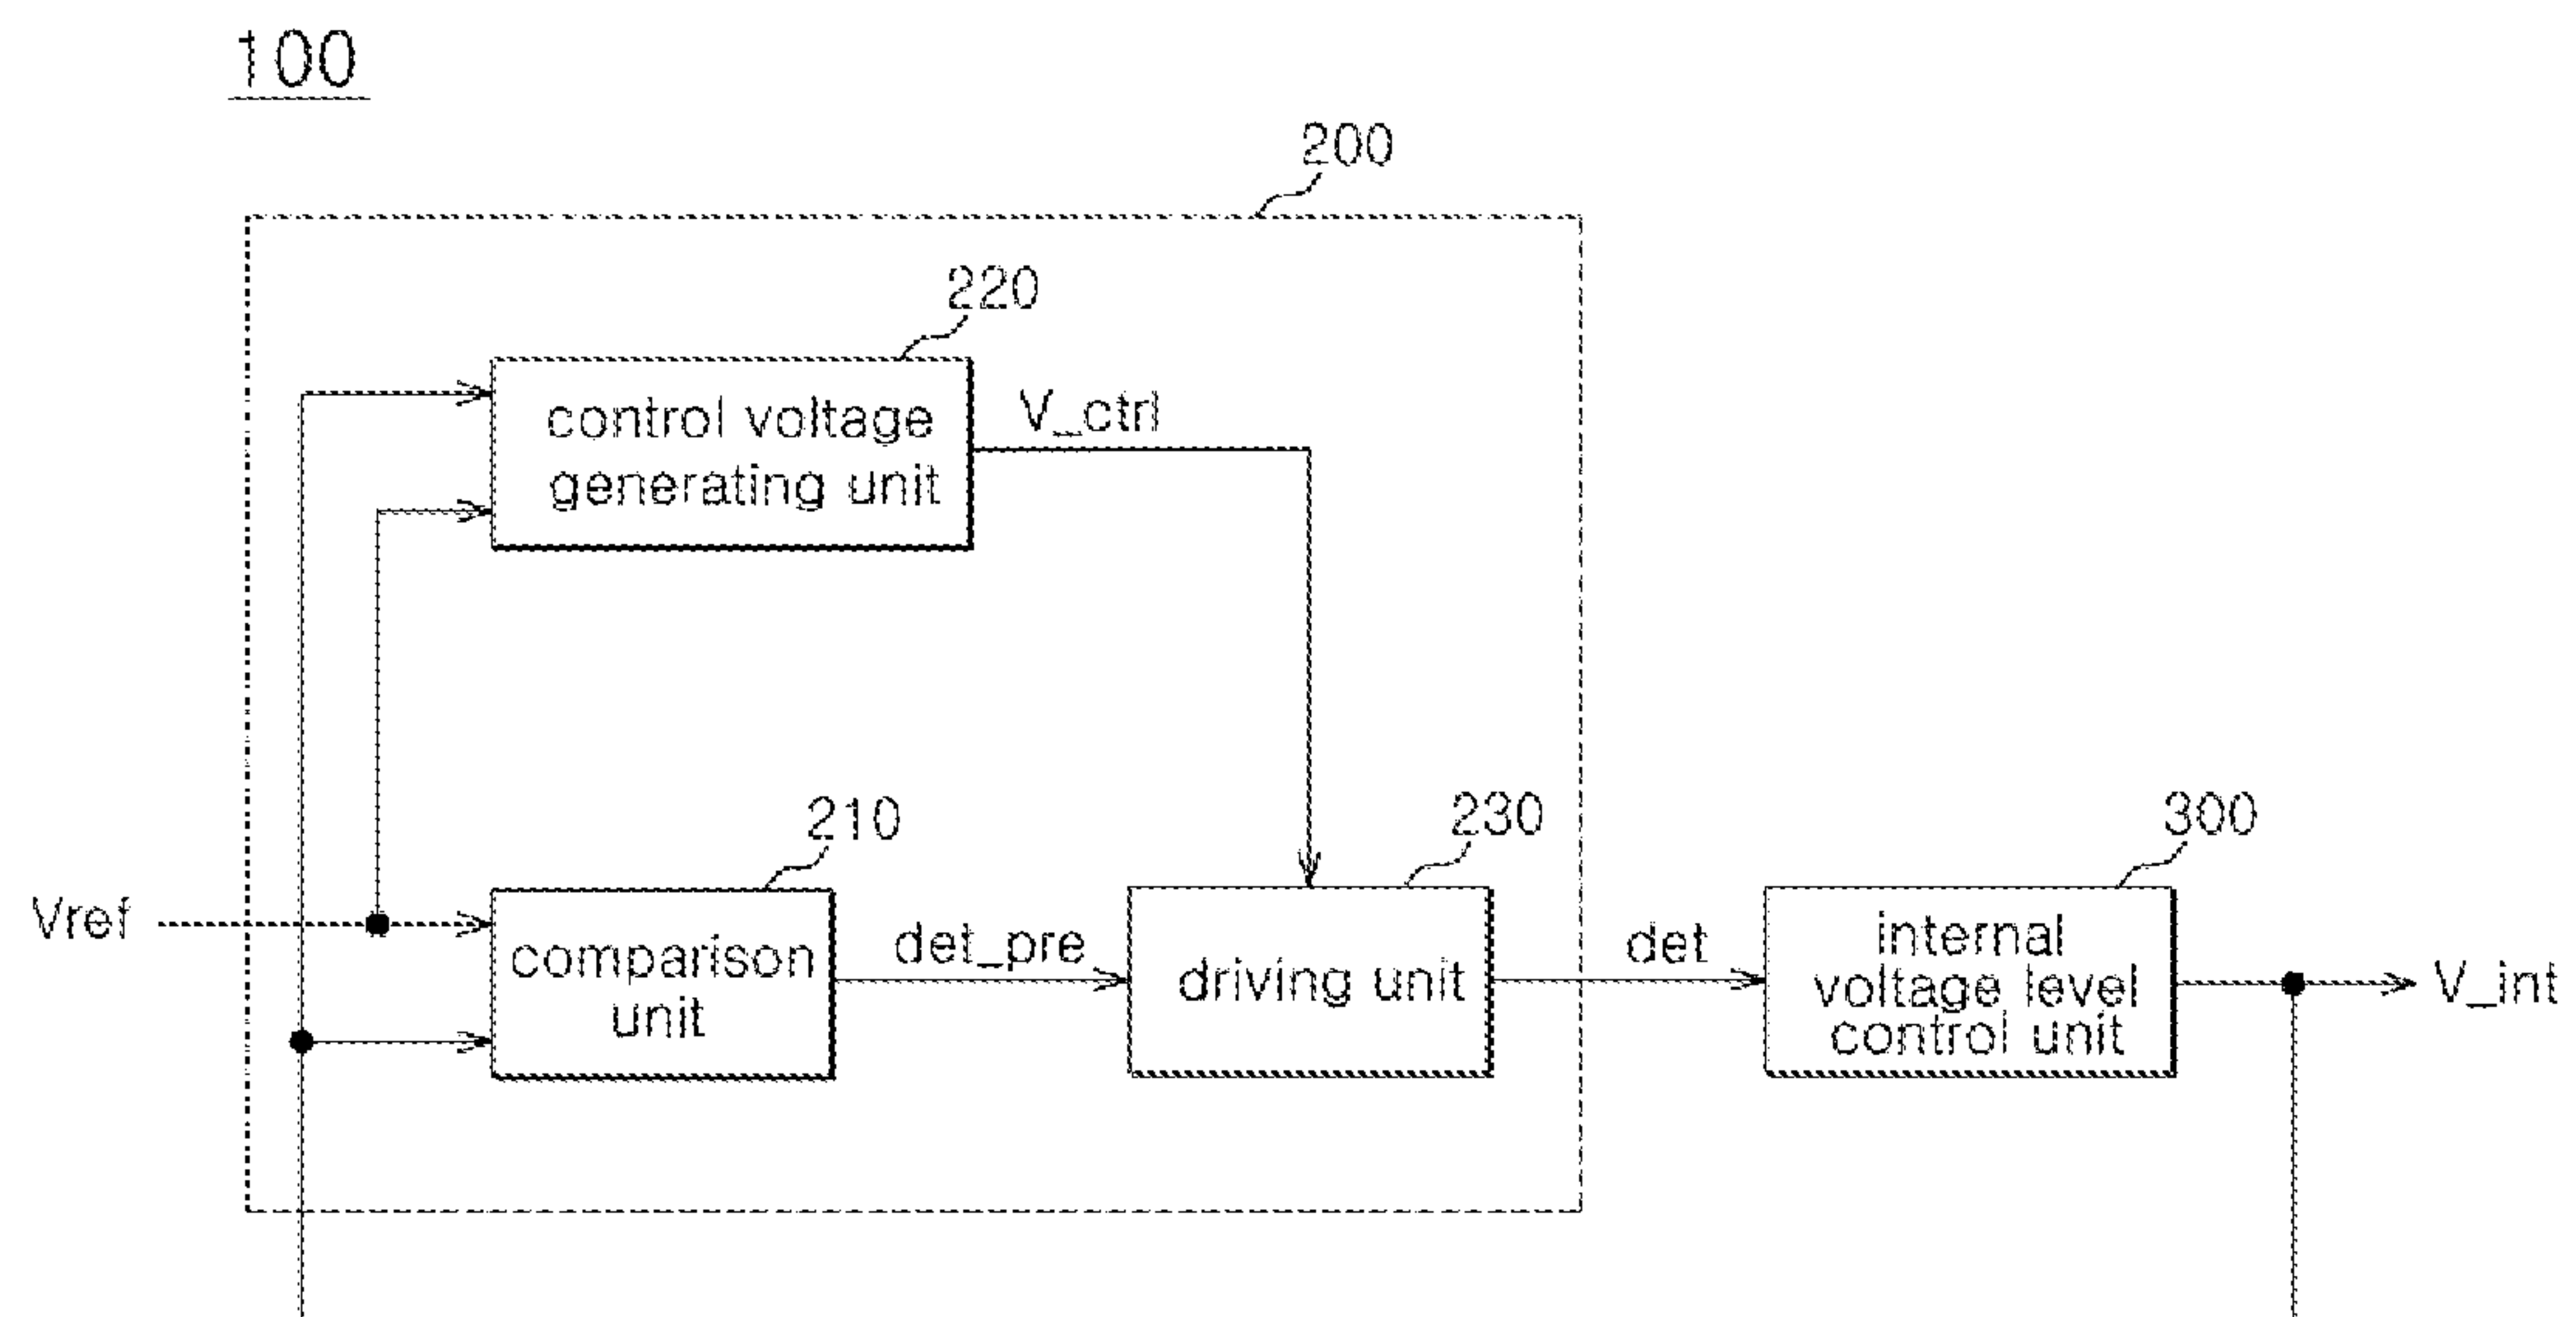 100
200
220
control voltage
generating unit
V_ctrl
210
230
300
Vref
comparison
unit
det_pre
driving unit
det
internal
voltage level
control unit
V_int